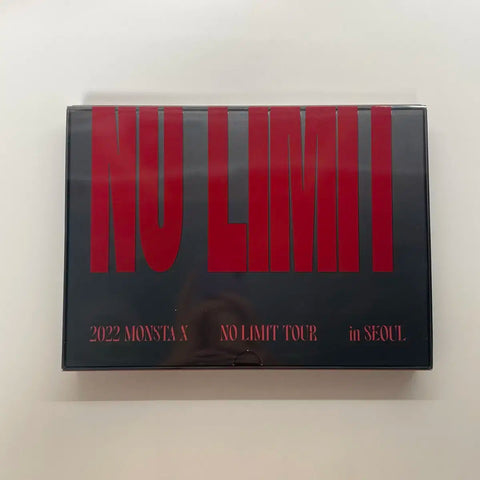 NO LIMIT
2022 MONSTA X NO LIMIT TOUR in SEOUL